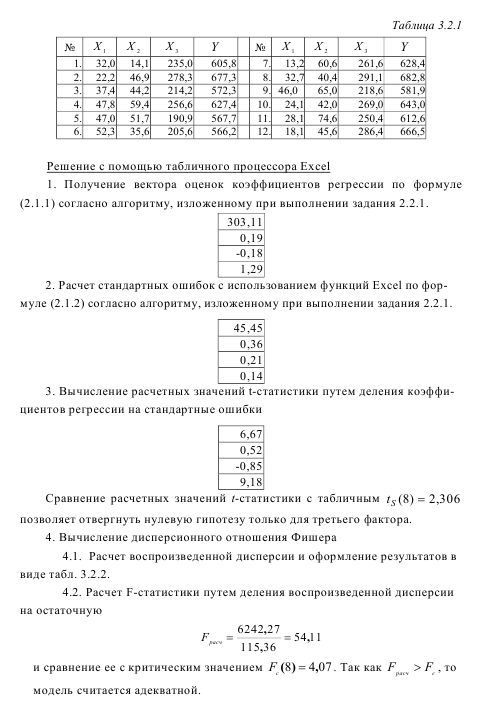 Таблица 3.2.1
№ X1 X2 X3 Y № X1 X2 X3 Y
1. 32,0 14,1 235,0 605,8 7. 13,2 60,6 261,6 628,4
2. 22,2 46,9 278,3 677,3 8. 32,7 40,4 291,1 682,8
3. 37,4 44,2 214,2 572,3 9. 46,0 65,0 218,6 581,9
4. 47,8 59,4 256,6 627,4 10. 24,1 42,0 269,0 643,0
5. 47,0 51,7 190,9 567,7 11. 28,1 74,6 250,4 612,6
6. 52,3 35,6 205,6 566,2 12. 18,1 45,6 286,4 666,5
Решение с помощью табличного процессора Excel
1. Получение вектора оценок коэффициентов регрессии по формуле
(2.1.1) согласно алгоритму, изложенному при выполнении задания 2.2.1.
303,11
0,19
-0,18
1,29
2. Расчет стандартных ошибок с использованием функций Excel по фор-
муле (2.1.2) согласно алгоритму, изложенному при выполнении задания 2.2.1.
45,45
0,36
0,21
0,14
3. Вычисление расчетных значений t-статистики путем деления коэффи-
циентов регрессии на стандартные ошибки
6,67
0,52
-0,85
9,18
Сравнение расчетных значений t-статистики с табличным tS(8) = 2,306
позволяет отвергнуть нулевую гипотезу только для третьего фактора.
4. Вычисление дисперсионного отношения Фишера
4.1. Расчет воспроизведенной дисперсии и оформление результатов в
виде табл. 3.2.2.
4.2. Расчет F-статистики путем деления воспроизведенной дисперсии
на остаточную
Fрасч = 6242,27 / 115,36 = 54,11
и сравнение ее с критическим значением Fc(8) = 4,07. Так как Fрасч > Fc, то
модель считается адекватной.